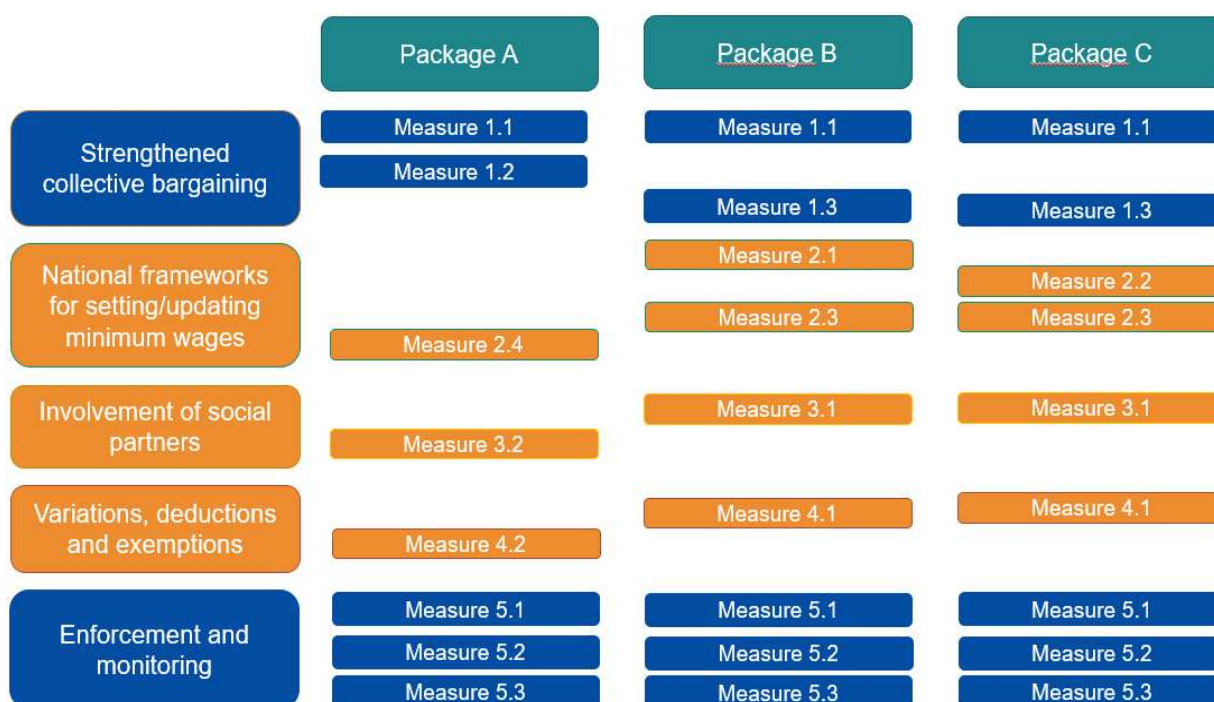 Package A
Package B
Package C
Strengthened
collective bargaining
Measure 1.1
Measure 1.1
Measure 1.1
Measure 1.2
Measure 1.3
Measure 1.3
National frameworks
for setting/updating
minimum wages
Measure 2.1
Measure 2.2
Measure 2.3
Measure 2.3
Measure 2.4
Involvement of social
partners
Measure 3.1
Measure 3.1
Measure 3.2
Variations, deductions
and exemptions
Measure 4.1
Measure 4.1
Measure 4.2
Enforcement and
monitoring
Measure 5.1
Measure 5.1
Measure 5.1
Measure 5.2
Measure 5.2
Measure 5.2
Measure 5.3
Measure 5.3
Measure 5.3